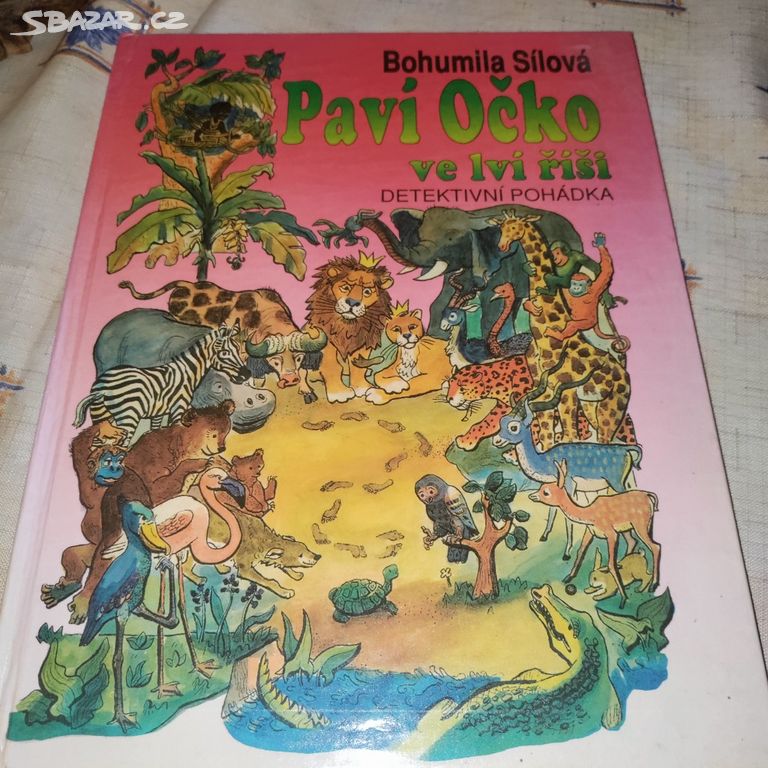 SBAZAR.CZ
Bohumila Sílová
Paví Očko
ve lví říši
DETEKTIVNÍ POHÁDKA